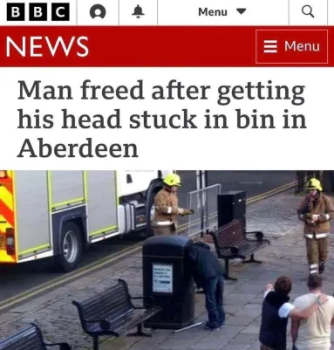 BBC Menu
NEWS Menu
Man freed after getting
his head stuck in bin in
Aberdeen